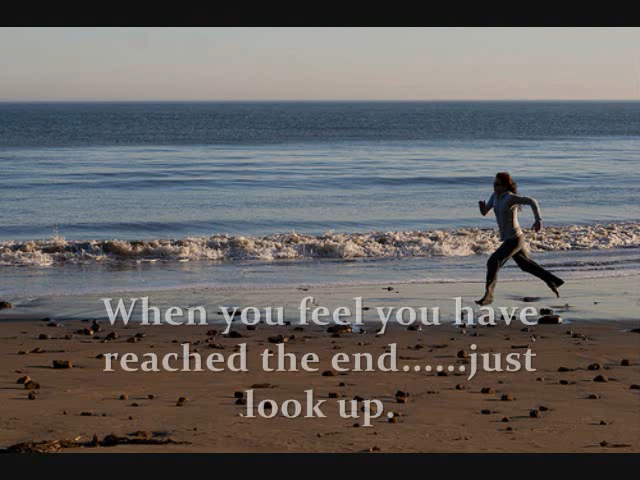 When you feel you have
reached the end......just
look up.